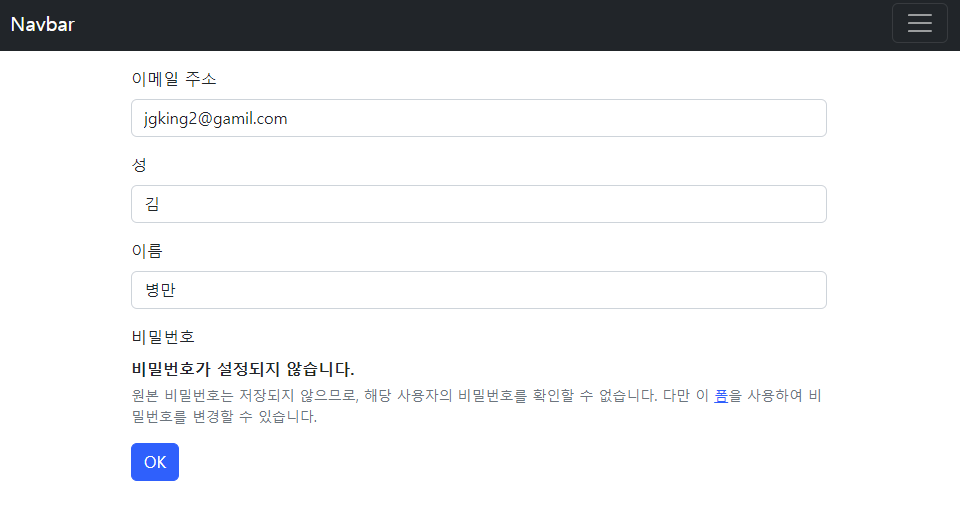 Navbar
이메일 주소
jgking2@gamil.com
성
김
이름
병만
비밀번호
비밀번호가 설정되지 않습니다.
원본 비밀번호는 저장되지 않으므로, 해당 사용자의 비밀번호를 확인할 수 없습니다. 다만 이 폼을 사용하여 비
밀번호를 변경할 수 있습니다.
OK